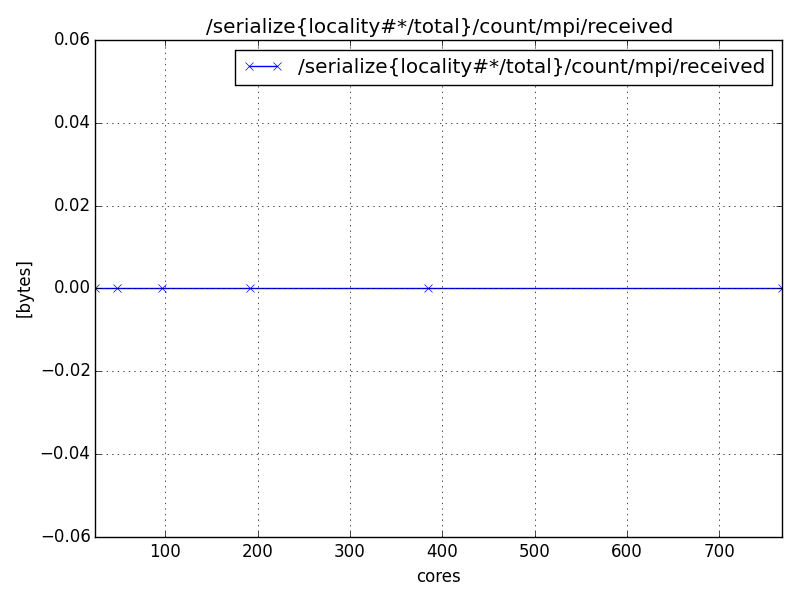 /serialize{locality#*/total}/count/mpi/received
/serialize{locality#*/total}/count/mpi/received
0.06
0.04
0.02
0.00
−0.02
−0.04
−0.06
[bytes]
100 200 300 400 500 600 700
cores